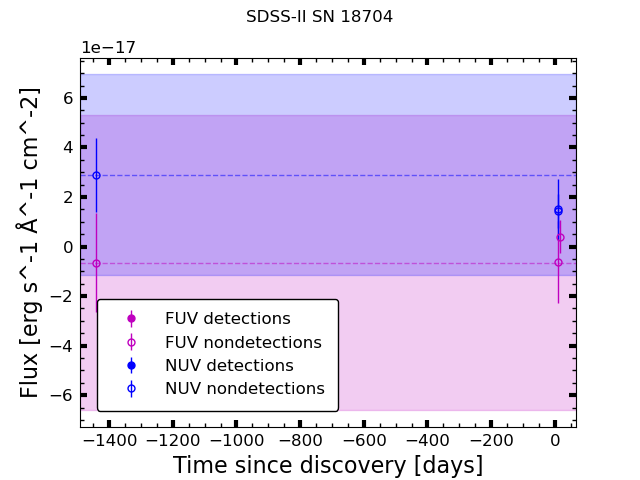 SDSS-II SN 18704
1e−17
6
4
2
0
−2
−4
−6
Flux [erg s^-1 Å^-1 cm^-2]
FUV detections
FUV nondetections
NUV detections
NUV nondetections
−1400 −1200 −1000 −800 −600 −400 −200 0
Time since discovery [days]